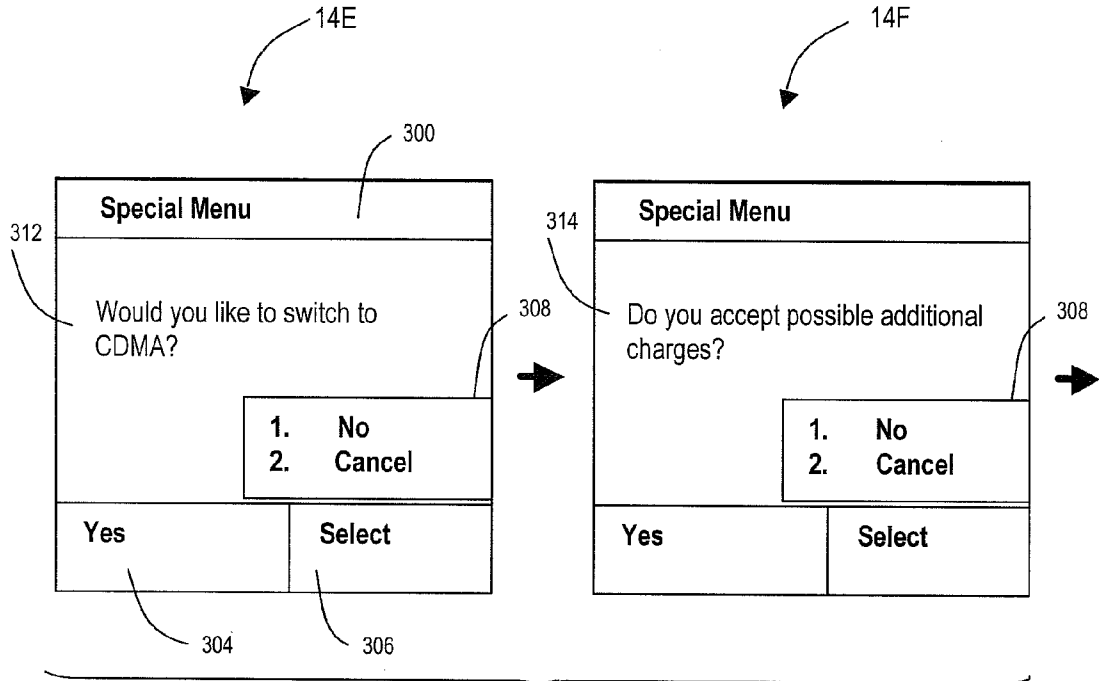 14E
14F
300
Special Menu
Special Menu
312
314
Would you like to switch to
CDMA?
308
Do you accept possible additional
charges?
308
1. No
2. Cancel
1. No
2. Cancel
Yes
Select
Yes
Select
304
306